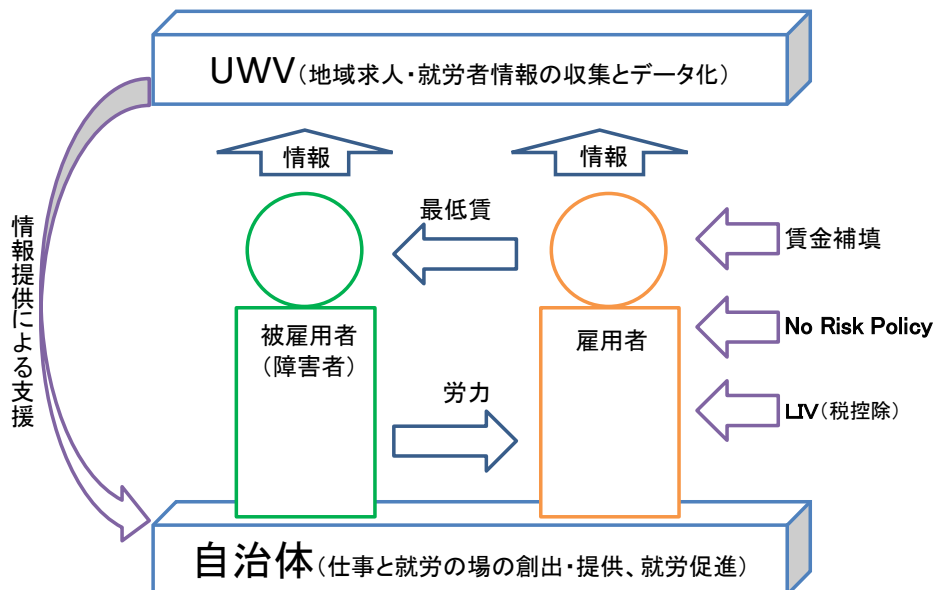 UWV(地域求人・就労者情報の収集とデータ化)
情報
情報
最低賃
賃金補填
No Risk Policy
被雇用者
(障害者)
雇用者
労力
LIV(税控除)
情報提供による支援
自治体(仕事と就労の場の創出・提供、就労促進)